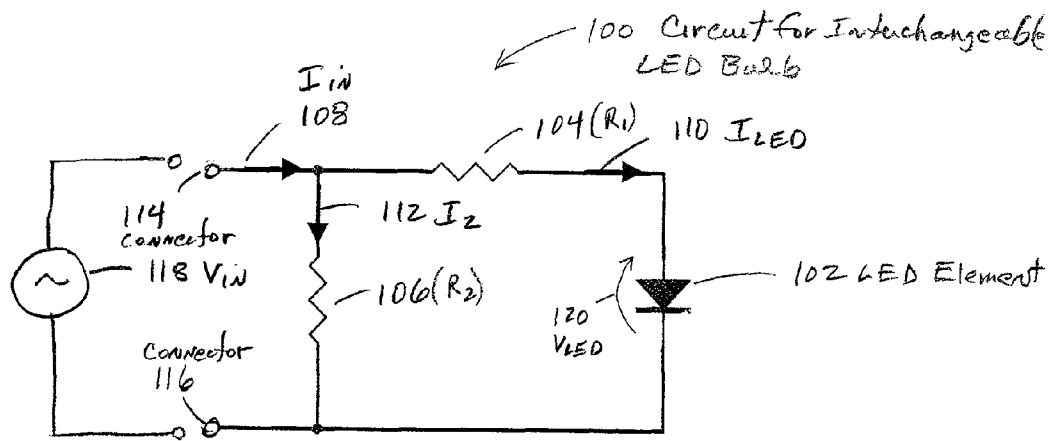 100 Circuit for Interchangeable
LED Bulb
I IN
108
104 (R1)
110 ILED
114
Connector
118 VIN
112 I2
106 (R2)
102 LED Element
120
VLED
Connector
116